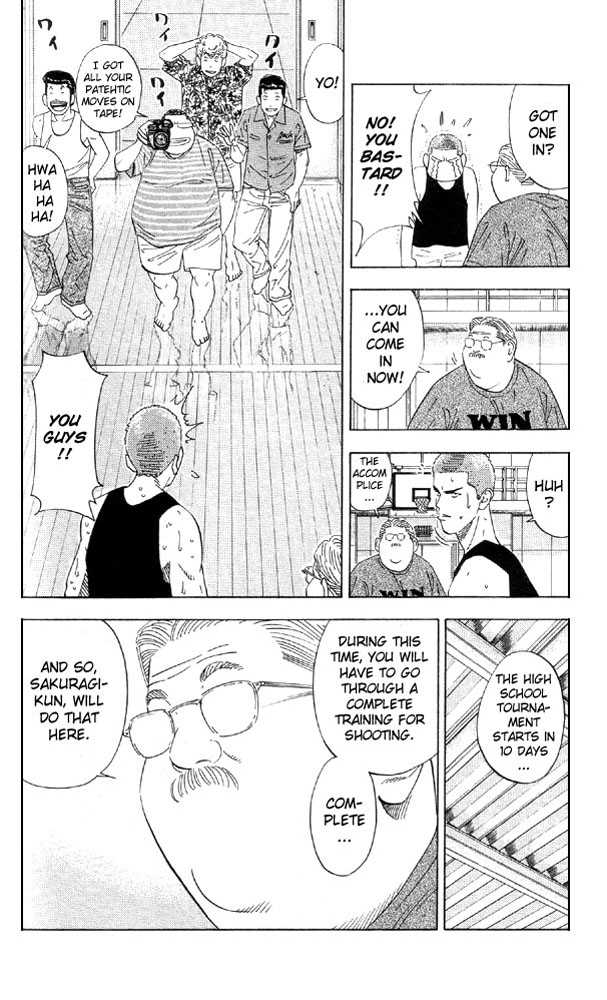 GOT
ONE
IN?
NO!
YOU
BAS-
TARD
!!
...YOU
CAN
COME
IN
NOW!
WIN
HUH
?
THE
ACCOM
PLICE
...
WIN
ワイ
ワイ
ワイ
YO!
I GOT
ALL YOUR
PATEHTIC
MOVES ON
TAPE!
HWA
HA HA
HA!
YOU
GUYS
!!
THE HIGH
SCHOOL
TOURNA-
MENT
STARTS IN
10 DAYS
...
DURING THIS
TIME, YOU WILL
HAVE TO GO
THROUGH A
COMPLETE
TRAINING FOR
SHOOTING.
COM-
PLETE
...
AND SO,
SAKURAGI-
KUN, WILL
DO THAT
HERE.